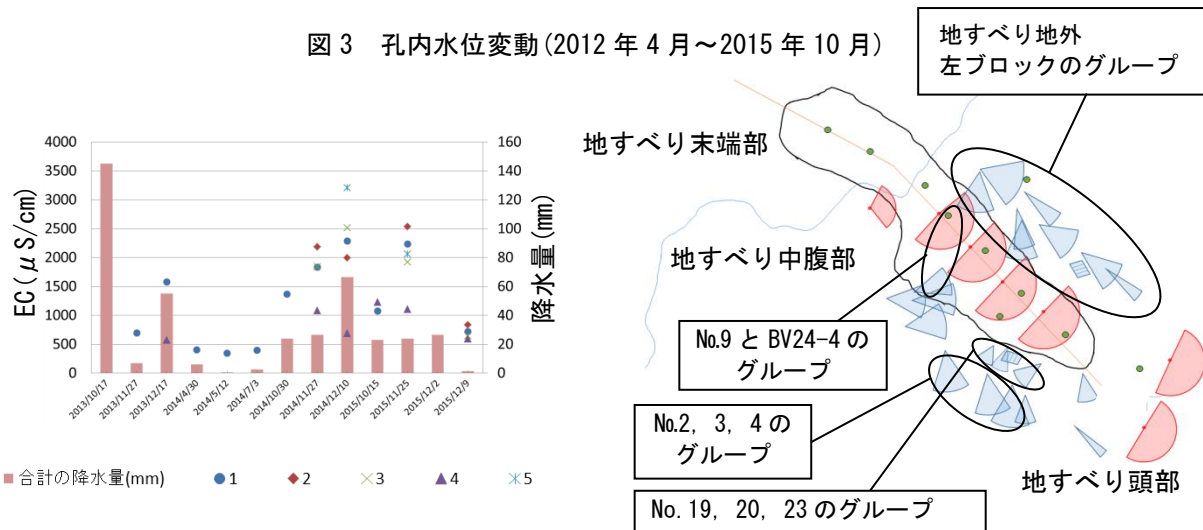 図3 孔内水位変動(2012年4月～2015年10月)
地すべり地外
左ブロックのグループ
4000
3500
3000
2500
2000
1500
1000
500
0
EC(μS/cm)
160
140
120
100
80
60
40
20
0
降水量(mm)
2013/10/17
2013/11/27
2013/12/17
2014/4/30
2014/5/12
2014/7/3
2014/10/30
2014/11/27
2014/12/10
2015/10/15
2015/11/25
2015/12/2
2015/12/9
合計の降水量(mm)
1
2
3
4
5
地すべり末端部
地すべり中腹部
№9とBV24-4の
グループ
№2, 3, 4の
グループ
No. 19, 20, 23のグループ
地すべり頭部